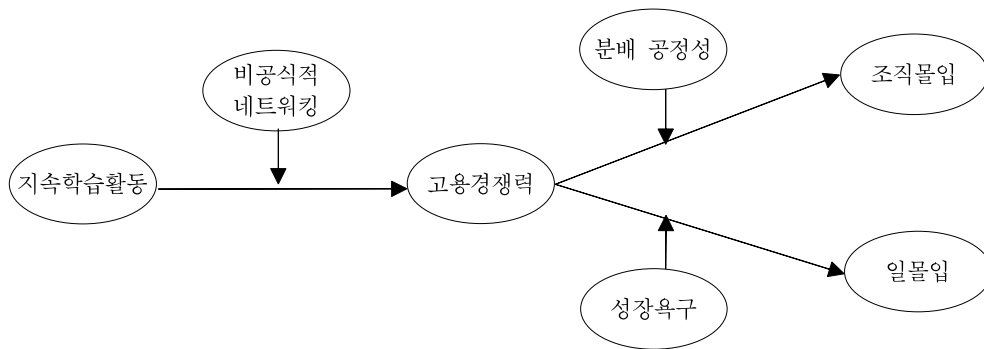 비공식적
네트워킹
분배 공정성
조직몰입
지속학습활동
고용경쟁력
일몰입
성장욕구